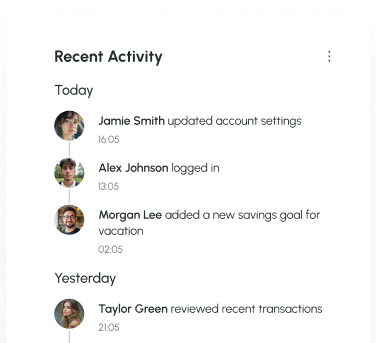 Recent Activity
Today
Jamie Smith updated account settings
16:05
Alex Johnson logged in
13:05
Morgan Lee added a new savings goal for
vacation
02:05
Yesterday
Taylor Green reviewed recent transactions
21:05